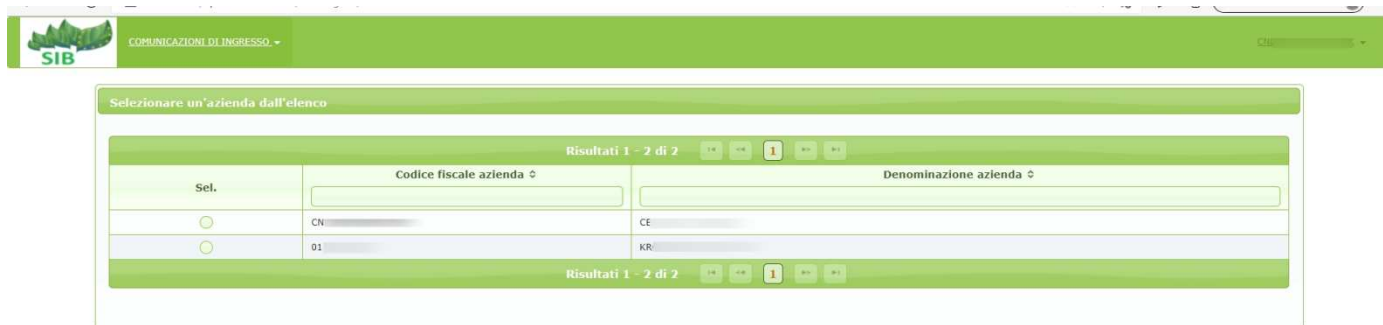 COMUNICAZIONI DI INGRESSO
SIB
Selezionare un'azienda dall'elenco
Risultati 1 - 2 di 2 1
Sel. Codice fiscale azienda Denominazione azienda
CN CE
01 KR
Risultati 1 - 2 di 2 1